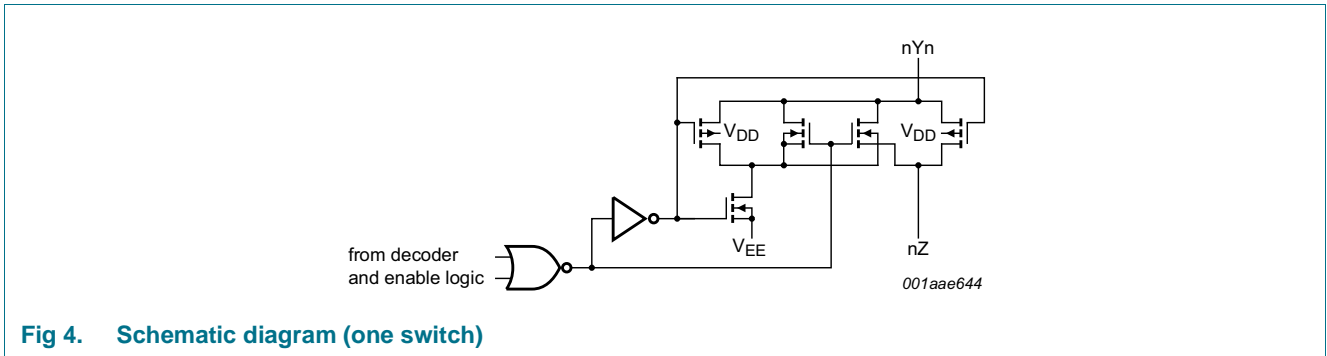 nYn
VDD
VDD
VEE
from decoder
and enable logic
nZ
001aae644
Fig 4. Schematic diagram (one switch)